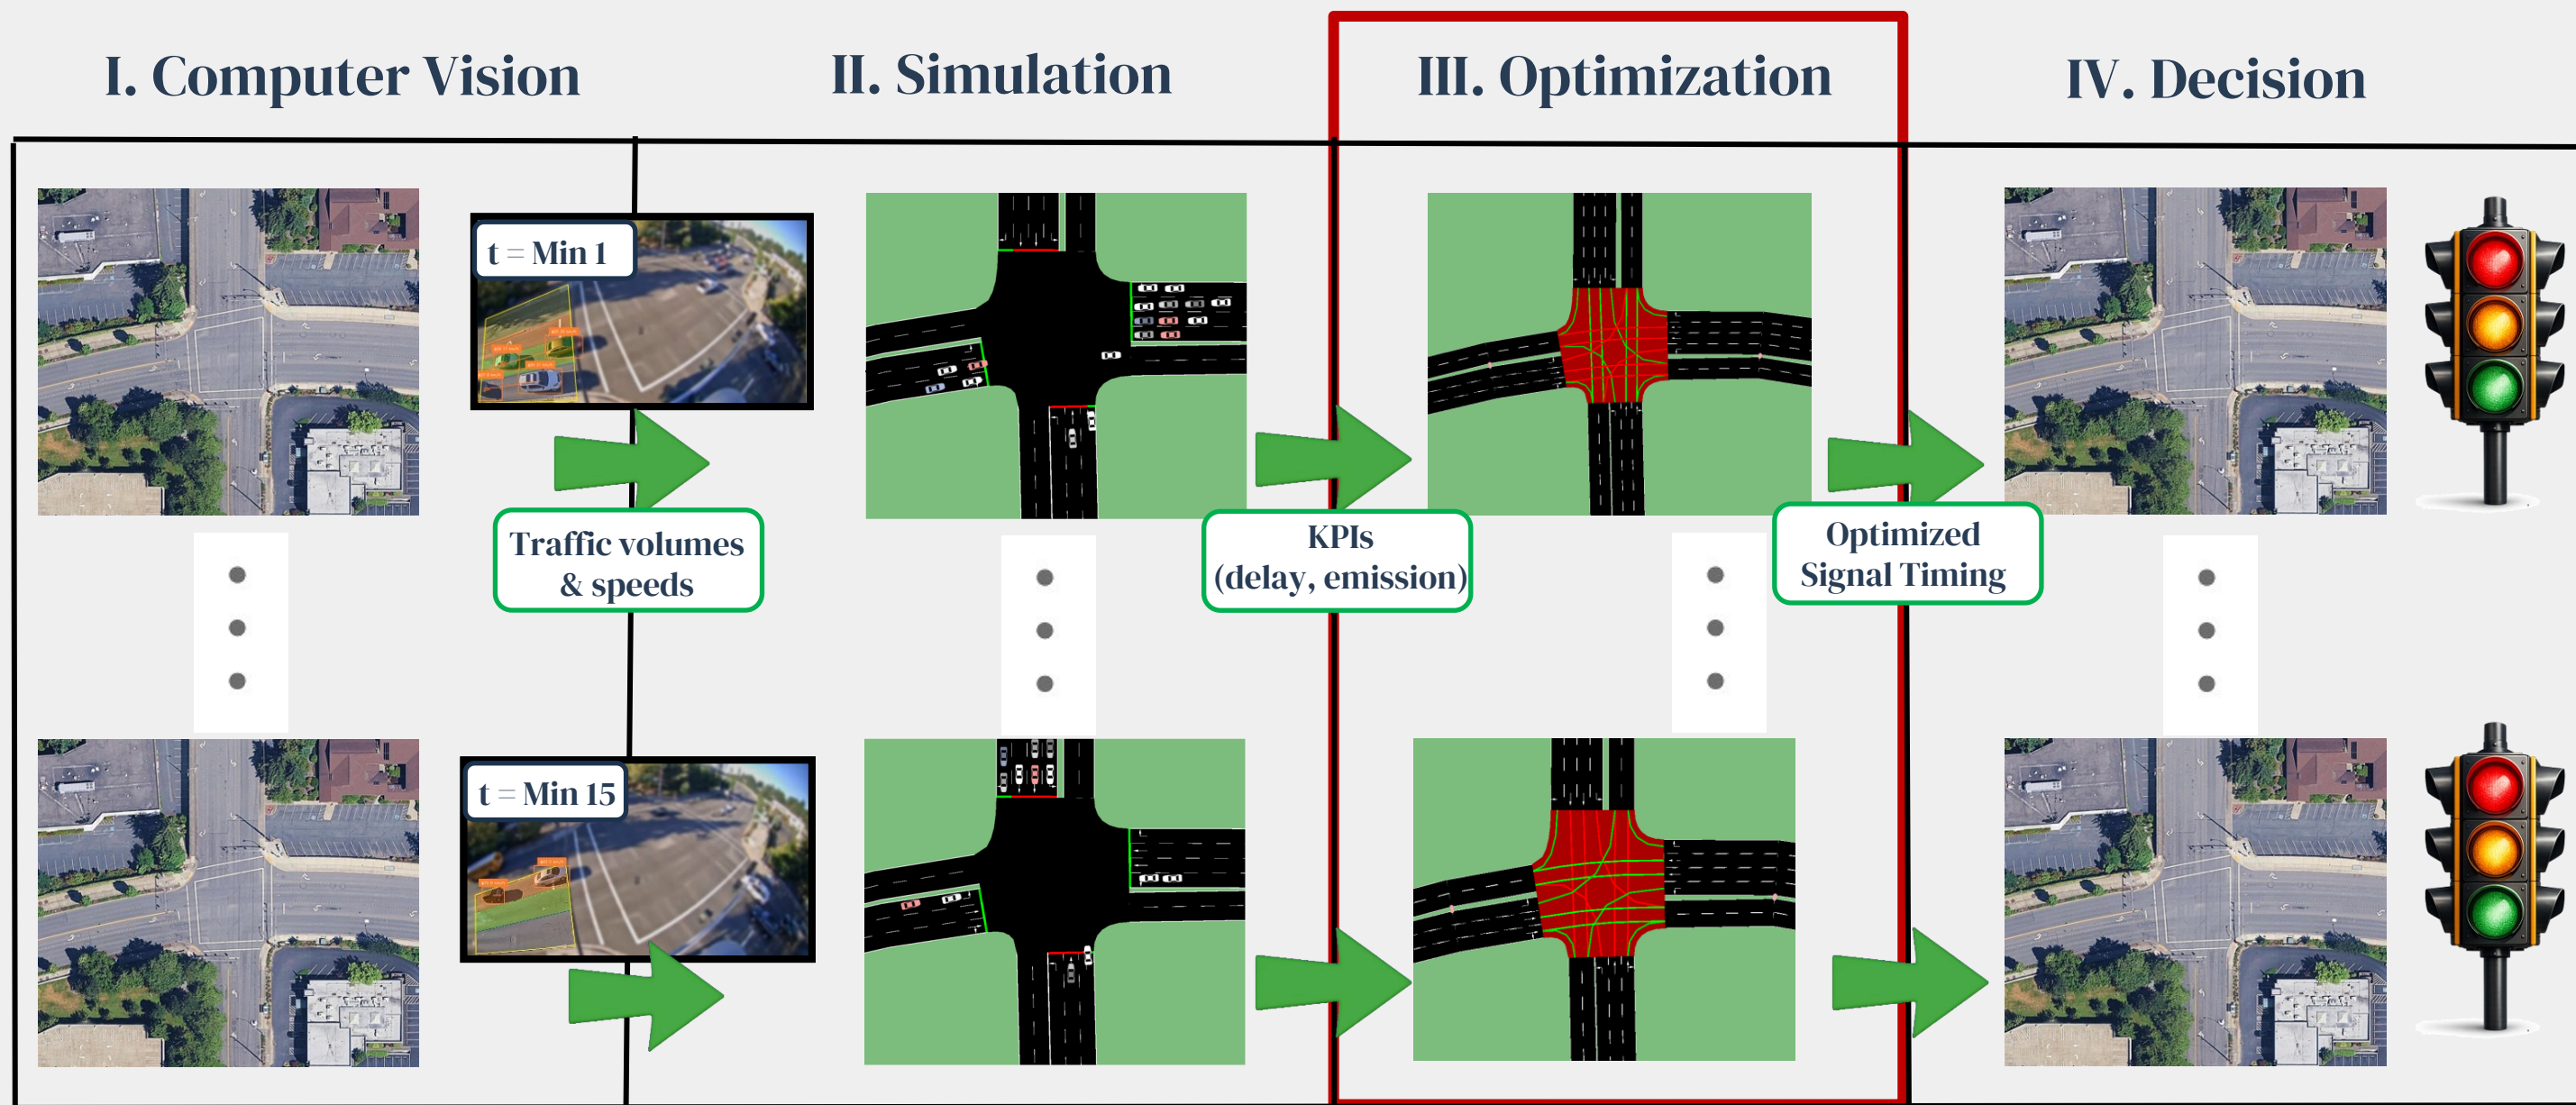 I. Computer Vision
II. Simulation
III. Optimization
IV. Decision
t = Min 1
Traffic volumes
& speeds
KPIs
(delay, emission)
Optimized
Signal Timing
t = Min 15